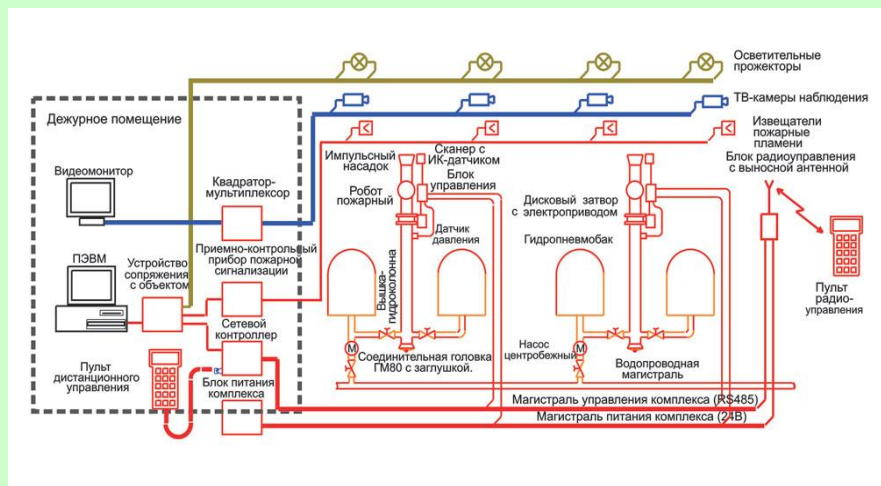 Осветительные
прожекторы
ТВ-камеры наблюдения
Извещатели
пожарные
пламени
Блок радиоуправления
с выносной антенной
Дежурное помещение
Видеомонитор
Квадратор-
мультиплексор
Импульсный
насадок
Сканер с
ИК-датчиком
Блок
управления
Робот
пожарный
Дисковый затвор
с электроприводом
Датчик
давления
Гидропневмобак
ПЭВМ
Устройство
сопряжения
с объектом
Приемно-контрольный
прибор пожарной
сигнализации
Вышка-
гидроколонна
Пульт
радио-
управления
Сетевой
контроллер
М
Соединительная головка
ГМ80 с заглушкой.
Насос
центробежный
М
Водопроводная
магистраль
Пульт
дистанционного
управления
Блок питания
комплекса
Магистраль управления комплекса (RS485)
Магистраль питания комплекса (24В)